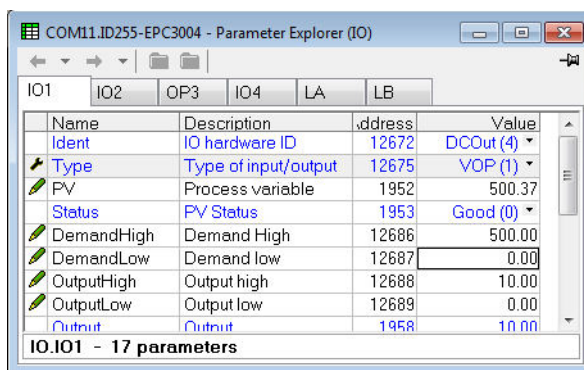 COM11.ID255-EPC3004 - Parameter Explorer (IO)
IO1 IO2 OP3 IO4 LA LB
Name Description ddress Value
Ident IO hardware ID 12672 DCOut (4)
Type Type of input/output 12675 VOP (1)
PV Process variable 1952 500.37
Status PV Status 1953 Good (0)
DemandHigh Demand High 12686 500.00
DemandLow Demand low 12687 0.00
OutputHigh Output high 12688 10.00
OutputLow Output low 12689 0.00
Output Output 1958 10.00
IO.IO1 - 17 parameters